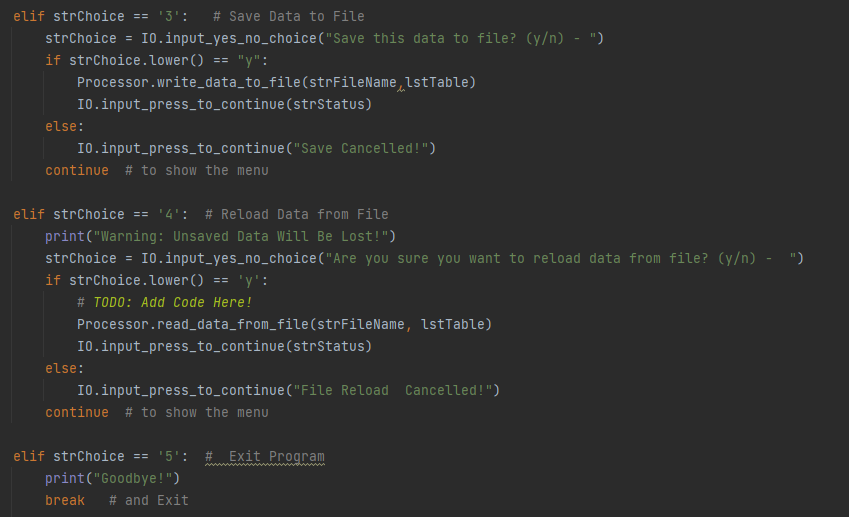 elif strChoice == '3':   # Save Data to File
    strChoice = IO.input_yes_no_choice("Save this data to file? (y/n) - ")
    if strChoice.lower() == "y":
        Processor.write_data_to_file(strFileName,lstTable)
        IO.input_press_to_continue(strStatus)
    else:
        IO.input_press_to_continue("Save Cancelled!")
    continue  # to show the menu

elif strChoice == '4':  # Reload Data from File
    print("Warning: Unsaved Data Will Be Lost!")
    strChoice = IO.input_yes_no_choice("Are you sure you want to reload data from file? (y/n) -  ")
    if strChoice.lower() == 'y':
        # TODO: Add Code Here!
        Processor.read_data_from_file(strFileName, lstTable)
        IO.input_press_to_continue(strStatus)
    else:
        IO.input_press_to_continue("File Reload  Cancelled!")
    continue  # to show the menu

elif strChoice == '5':  #  Exit Program
    print("Goodbye!")
    break   # and Exit